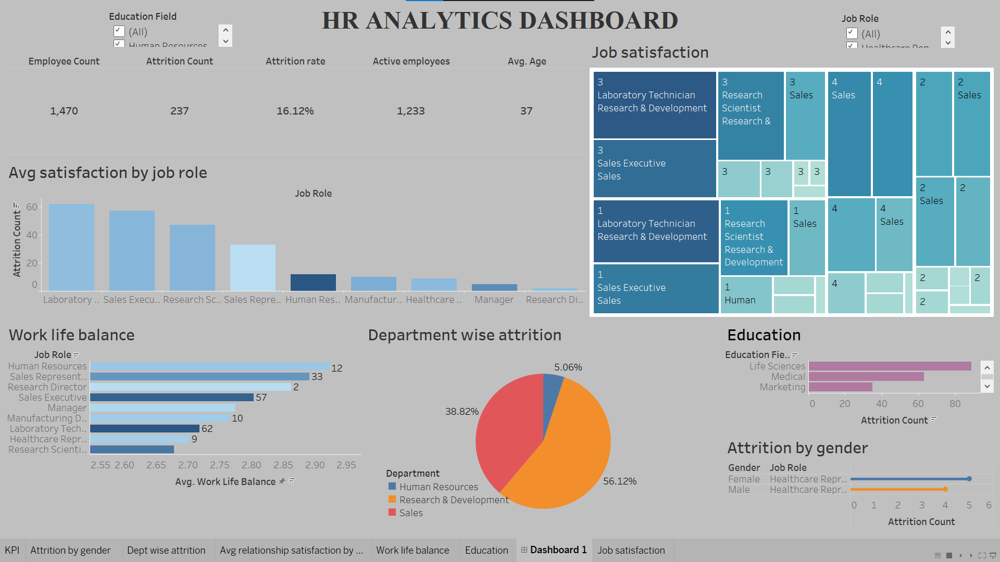 HR ANALYTICS DASHBOARD
Education Field
(All)
Human Resources
Job Role
(All)
Healthcare Rep
Employee Count
Attrition Count
Attrition rate
Active employees
Avg. Age
1,470
237
16.12%
1,233
37
Job satisfaction
3
Laboratory Technician
Research & Development
3
Sales Executive
Sales
3
Research
Scientist
Research &
3
Sales
3
3
3
3
1
Laboratory Technician
Research & Development
1
Sales Executive
Sales
1
Research
Scientist
Research &
Development
1
Sales
1
Human
4
Sales
4
4
4
Sales
4
2
2
Sales
2
Sales
2
2
2
2
Avg satisfaction by job role
Job Role
Attrition Count
60
40
20
0
Laboratory ..
Sales Execu..
Research Sc..
Sales Repre..
Human Res..
Manufactur..
Healthcare ..
Manager
Research Di..
Work life balance
Job Role
Human Resources 12
Sales Represent.. 33
Research Director 2
Sales Executive 57
Manager
Manufacturing D.. 10
Laboratory Tech.. 62
Healthcare Repr.. 9
Research Scienti..
2.55 2.60 2.65 2.70 2.75 2.80 2.85 2.90 2.95
Avg. Work Life Balance
Department wise attrition
5.06%
38.82%
56.12%
Department
Human Resources
Research & Development
Sales
Education
Education Fie..
Life Sciences
Medical
Marketing
0 20 40 60 80
Attrition Count
Attrition by gender
Gender Job Role
Female Healthcare Repr..
Male Healthcare Repr..
0 1 2 3 4 5 6
Attrition Count
KPI
Attrition by gender
Dept wise attrition
Avg relationship satisfaction by ...
Work life balance
Education
Dashboard 1
Job satisfaction